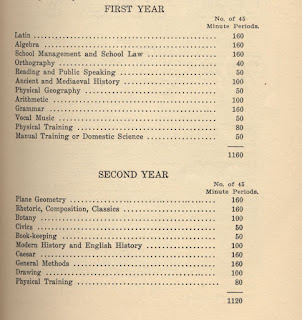 FIRST YEAR
No. of 45
Minute Periods.
Latin 160
Algebra 160
School Management and School Law 160
Orthography 40
Reading and Public Speaking 50
Ancient and Mediaeval History 100
Physical Geography 50
Arithmetic 100
Grammar 160
Vocal Music 50
Physical Training 80
Manual Training or Domestic Science 50
1160
SECOND YEAR
No. of 45
Minute Periods.
Plane Geometry 160
Rhetoric, Composition, Classics 160
Botany 100
Civics 50
Book-keeping 50
Modern History and English History 100
Caesar 160
General Methods 160
Drawing 100
Physical Training 80
1120